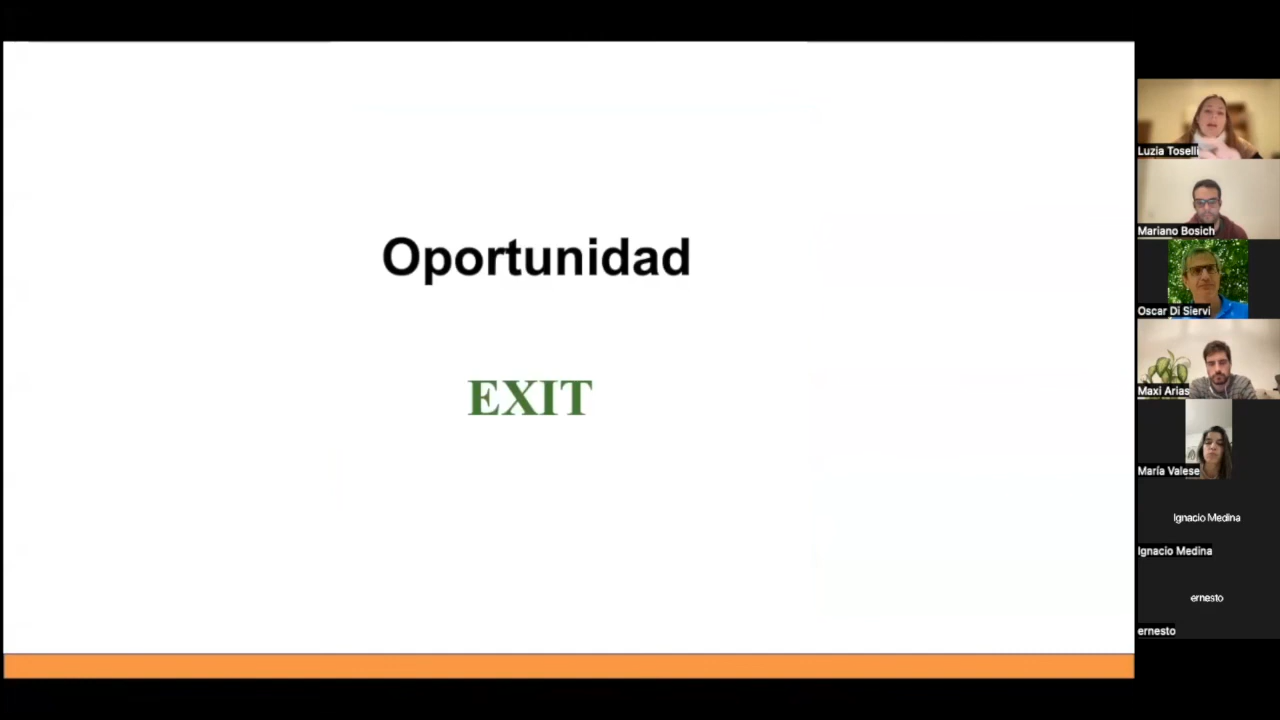 Oportunidad
EXIT
Luzia Toselli
Mariano Bosich
Oscar Di Siervi
Maxi Arias
María Valese
Ignacio Medina
Ignacio Medina
ernesto
ernesto